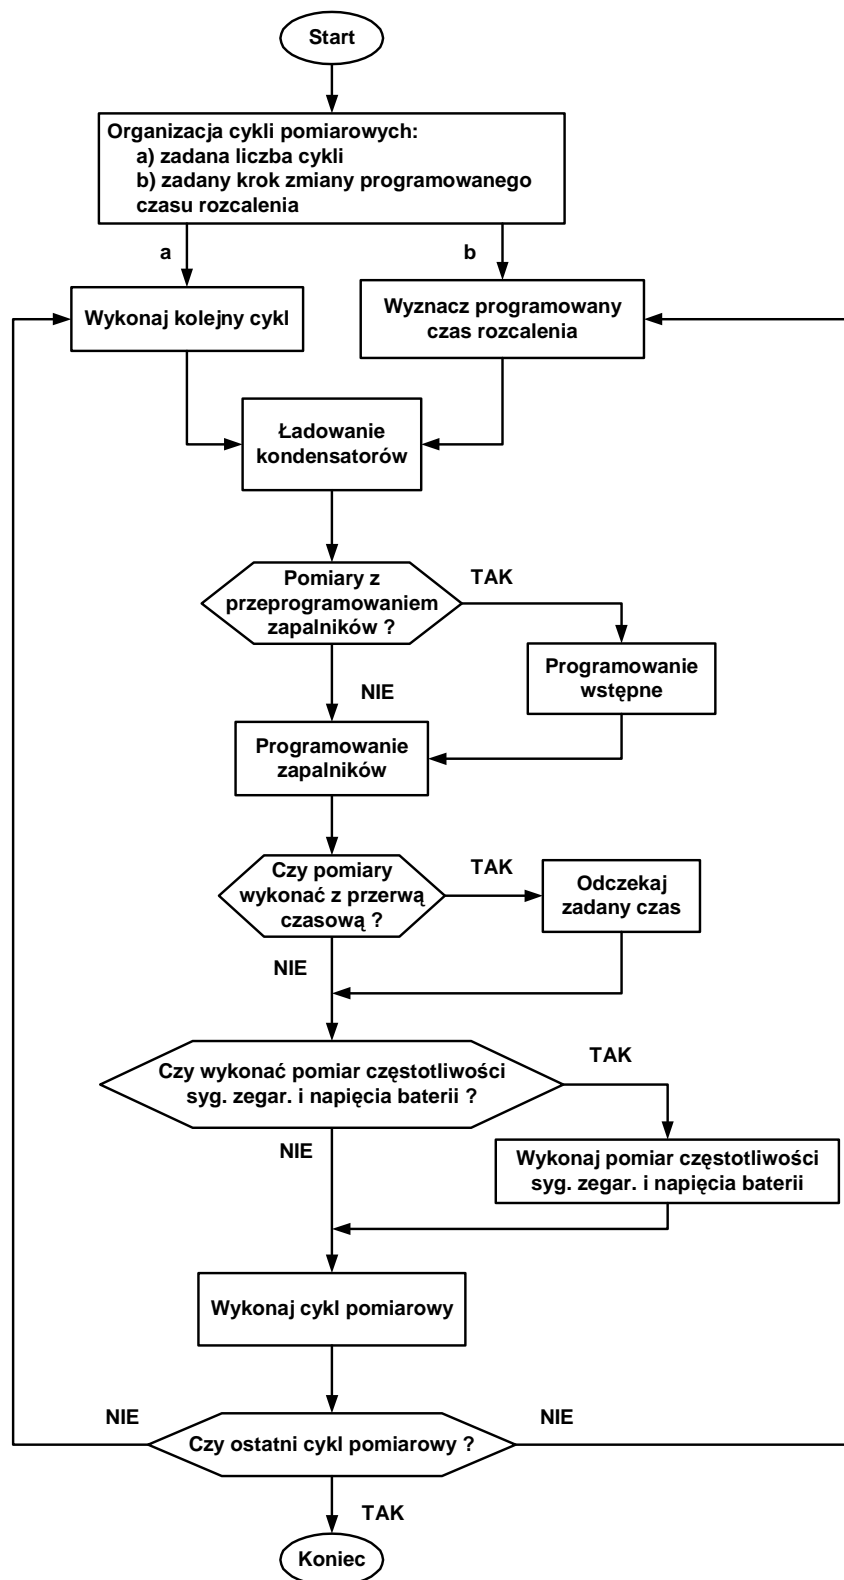 Start
Organizacja cykli pomiarowych:
a) zadana liczba cykli
b) zadany krok zmiany programowanego
czasu rozcalenia
a
b
Wykonaj kolejny cykl
Wyznacz programowany
czas rozcalenia
Ładowanie
kondensatorów
Pomiary z
przeprogramowaniem
zapalników ?
TAK
Programowanie
wstępne
NIE
Programowanie
zapalników
Czy pomiary
wykonać z przerwą
czasową ?
TAK
Odczekaj
zadany czas
NIE
Czy wykonać pomiar częstotliwości
syg. zegar. i napięcia baterii ?
TAK
NIE
Wykonaj pomiar częstotliwości
syg. zegar. i napięcia baterii
Wykonaj cykl pomiarowy
NIE
NIE
Czy ostatni cykl pomiarowy ?
TAK
Koniec